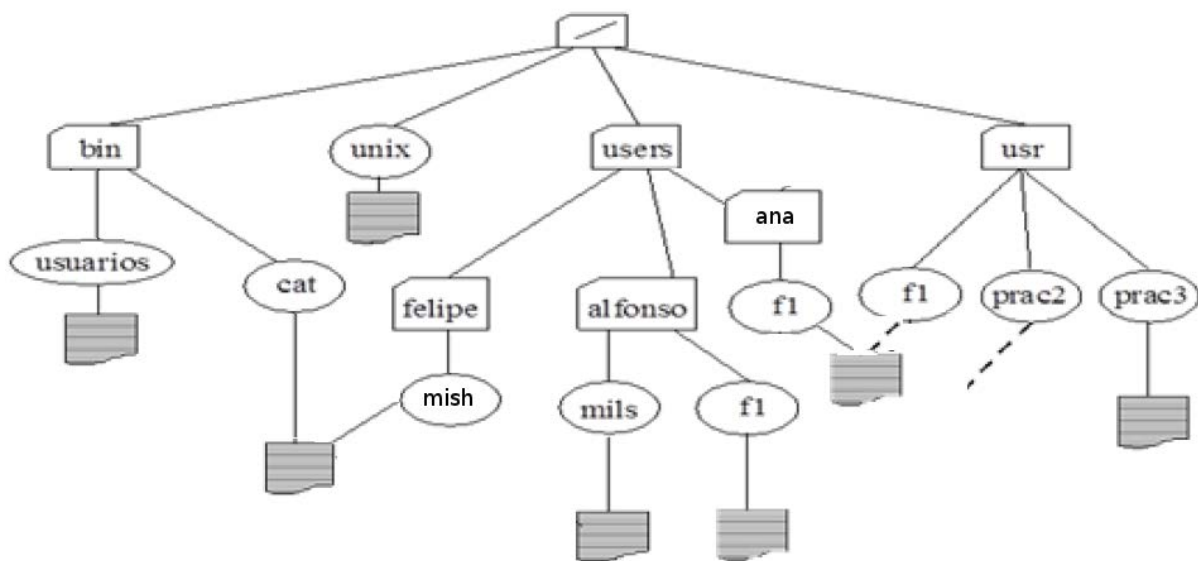 /
bin
unix
users
usr
ana
usuarios
cat
felipe
alfonso
f1
f1
prac2
prac3
mish
mils
f1